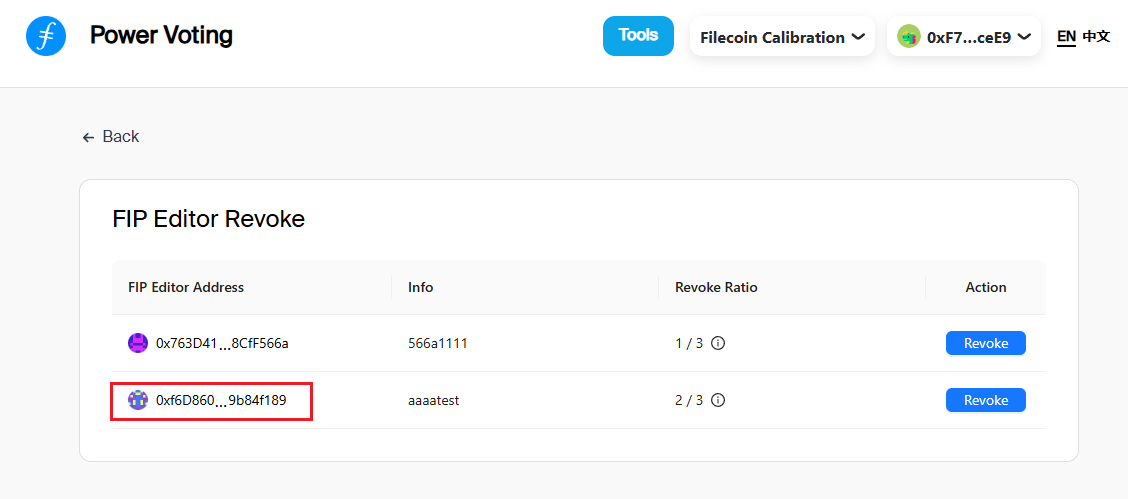 Power Voting Tools Filecoin Calibration 0xF7...ceE9 EN 中文
← Back
FIP Editor Revoke
FIP Editor Address Info Revoke Ratio Action
0x763D41...8CfF566a 566a1111 1 / 3 Revoke
0xf6D860...9b84f189 aaaatest 2 / 3 Revoke